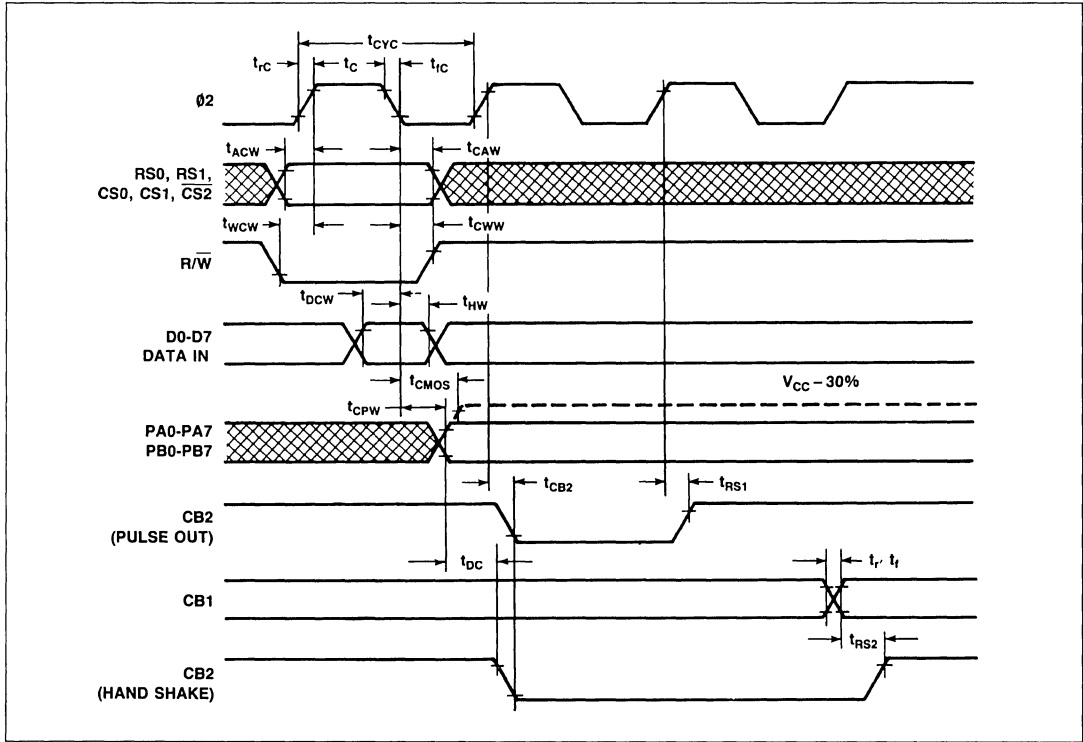 tCYC
trC tC tfC
Ø2
tACW tCAW
RS0, RS1,
CS0, CS1, C̅S̅2̅
tWCW tCWW
R/W̅
tDCW tHW
D0-D7
DATA IN
tCMOS VCC – 30%
tCPW
PA0-PA7
PB0-PB7
tCB2 tRS1
CB2
(PULSE OUT)
tDC tr, tf
CB1
tRS2
CB2
(HAND SHAKE)